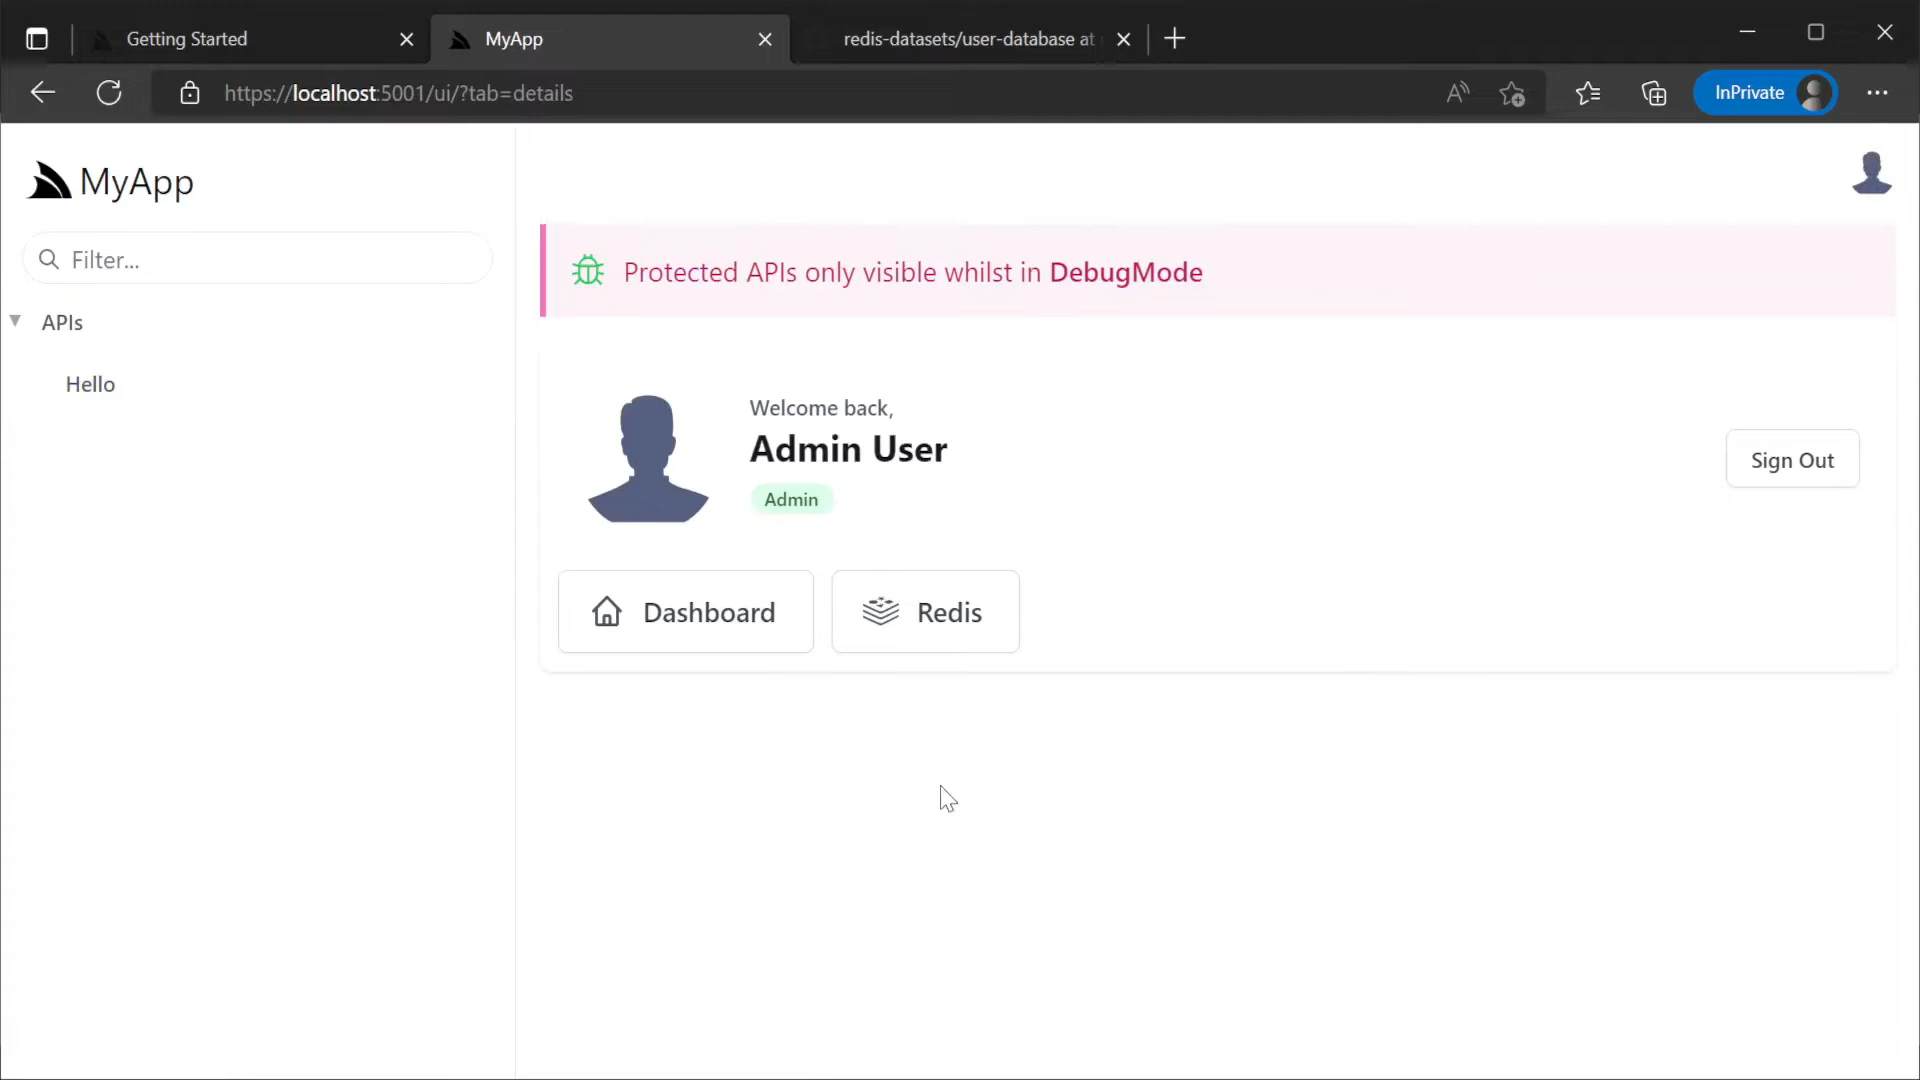 Getting Started
MyApp
redis-datasets/user-database at
https://localhost:5001/ui/?tab=details
InPrivate
MyApp
Filter...
APIs
Hello
Protected APIs only visible whilst in DebugMode
Welcome back,
Admin User
Admin
Sign Out
Dashboard
Redis